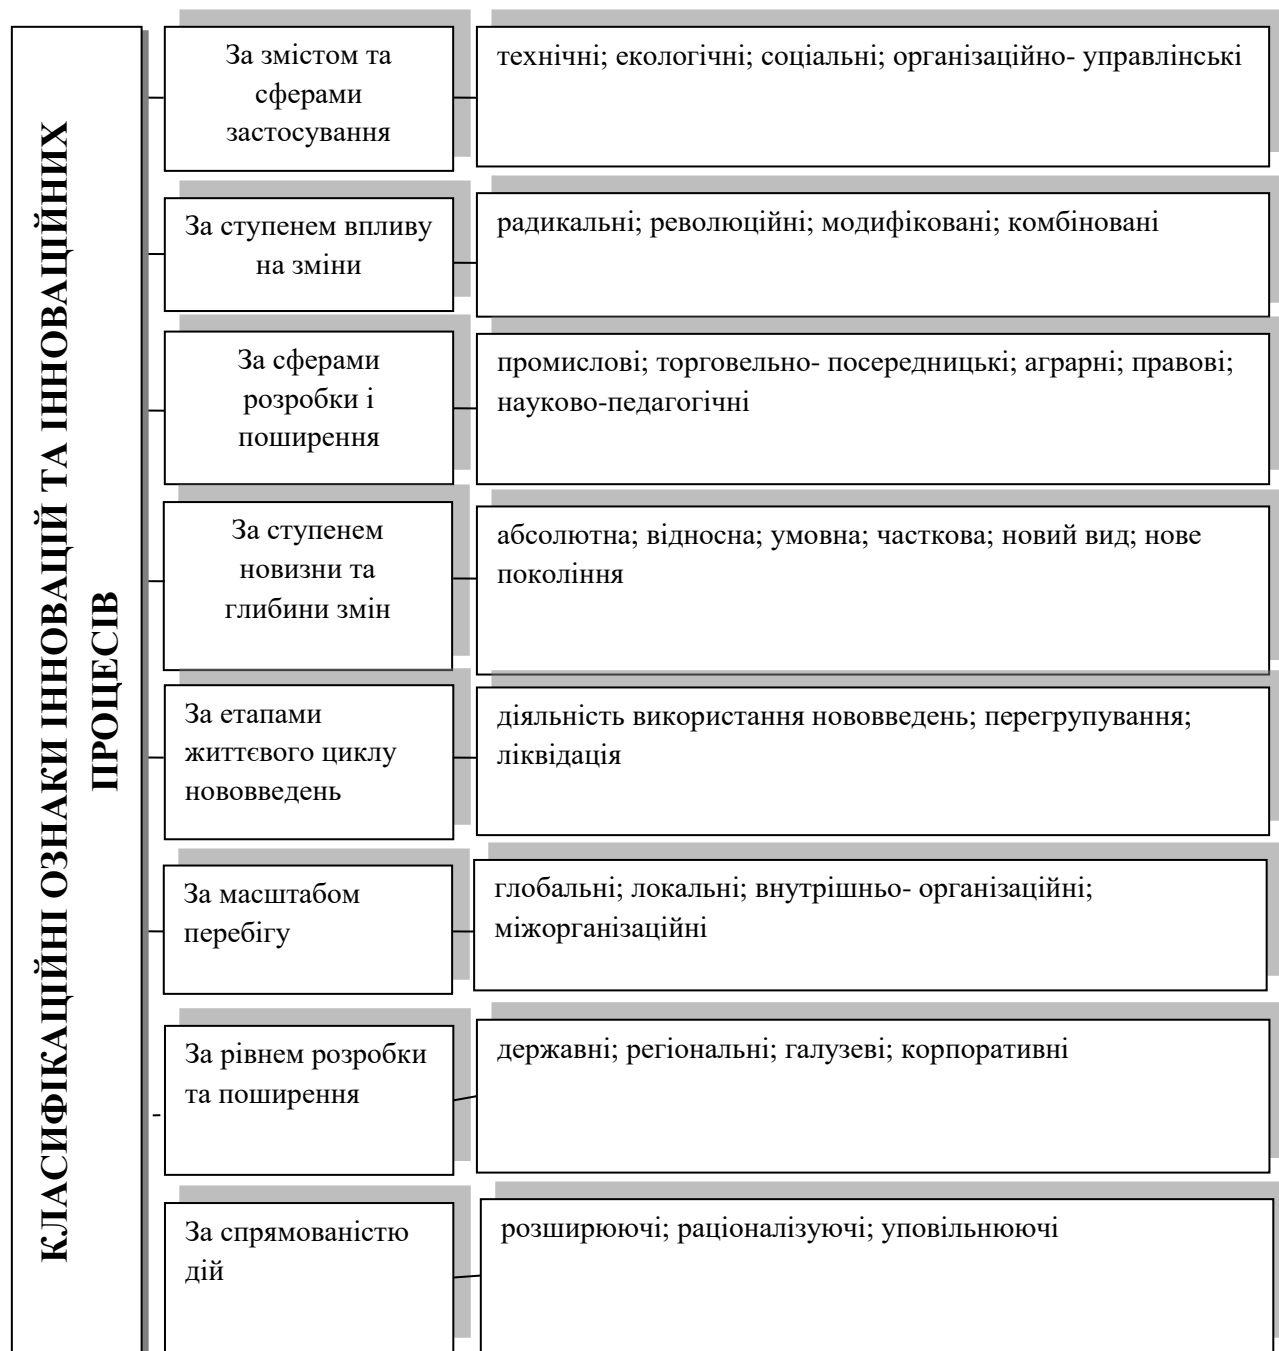 КЛАСИФІКАЦІЙНІ ОЗНАКИ ІННОВАЦІЙ ТА ІННОВАЦІЙНИХ
ПРОЦЕСІВ
За змістом та
сферами
застосування
технічні; екологічні; соціальні; організаційно- управлінські
За ступенем впливу
на зміни
радикальні; революційні; модифіковані; комбіновані
За сферами
розробки і
поширення
промислові; торговельно- посередницькі; аграрні; правові;
науково-педагогічні
За ступенем
новизни та
глибини змін
абсолютна; відносна; умовна; часткова; новий вид; нове
покоління
За етапами
життєвого циклу
нововведень
діяльність використання нововведень; перегрупування;
ліквідація
За масштабом
перебігу
глобальні; локальні; внутрішньо- організаційні;
міжорганізаційні
За рівнем розробки
та поширення
державні; регіональні; галузеві; корпоративні
За спрямованістю
дій
розширюючі; раціоналізуючі; уповільнюючі